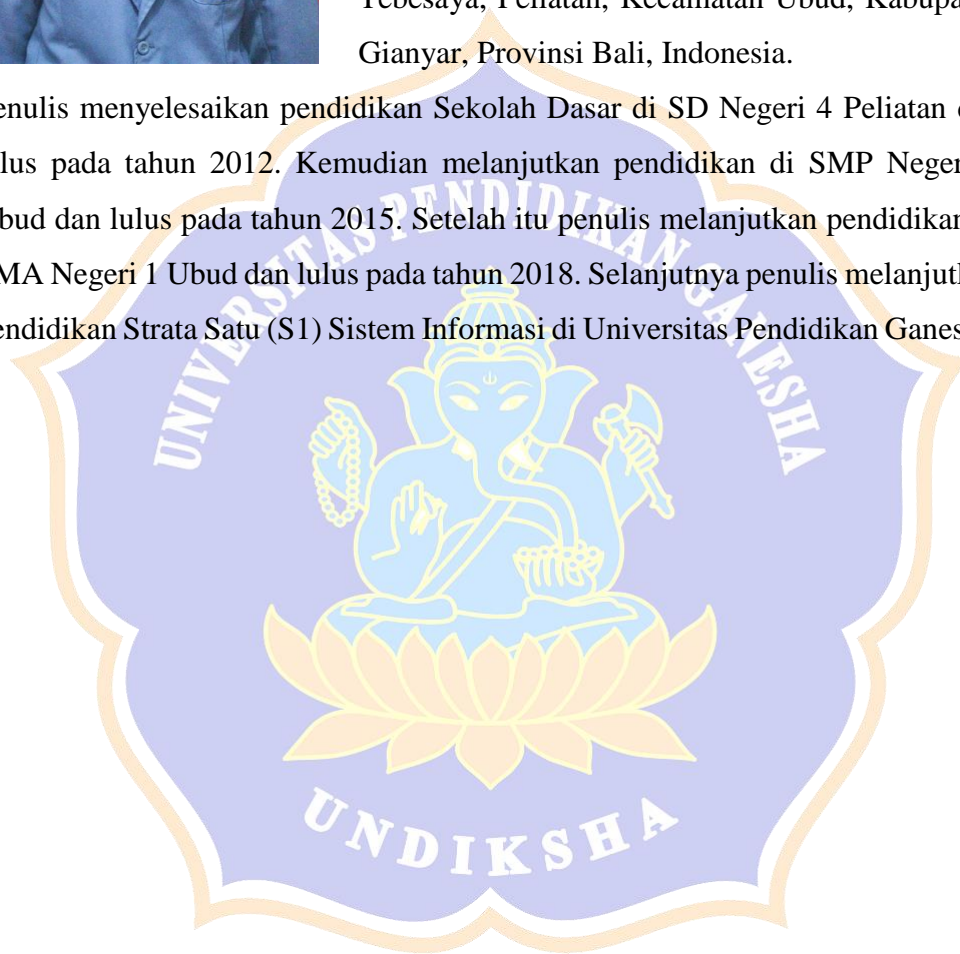 Tebesaya, Peliatan, Kecamatan Ubud, Kabupa
Gianyar, Provinsi Bali, Indonesia.
enulis menyelesaikan pendidikan Sekolah Dasar di SD Negeri 4 Peliatan
lus pada tahun 2012. Kemudian melanjutkan pendidikan di SMP Neger
bud dan lulus pada tahun 2015. Setelah itu penulis melanjutkan pendidikan
MA Negeri 1 Ubud dan lulus pada tahun 2018. Selanjutnya penulis melanjutk
endidikan Strata Satu (S1) Sistem Informasi di Universitas Pendidikan Ganes
UNIVERSITAS PENDIDIKAN GANESHA
UNDIKSHA